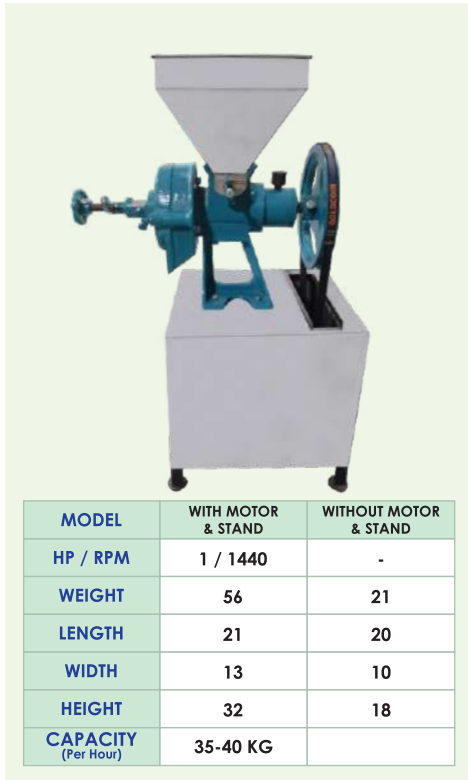 GOLDCOIN
MODEL
WITH MOTOR
& STAND
WITHOUT MOTOR
& STAND
HP / RPM
1 / 1440
-
WEIGHT
56
21
LENGTH
21
20
WIDTH
13
10
HEIGHT
32
18
CAPACITY
(Per Hour)
35-40 KG